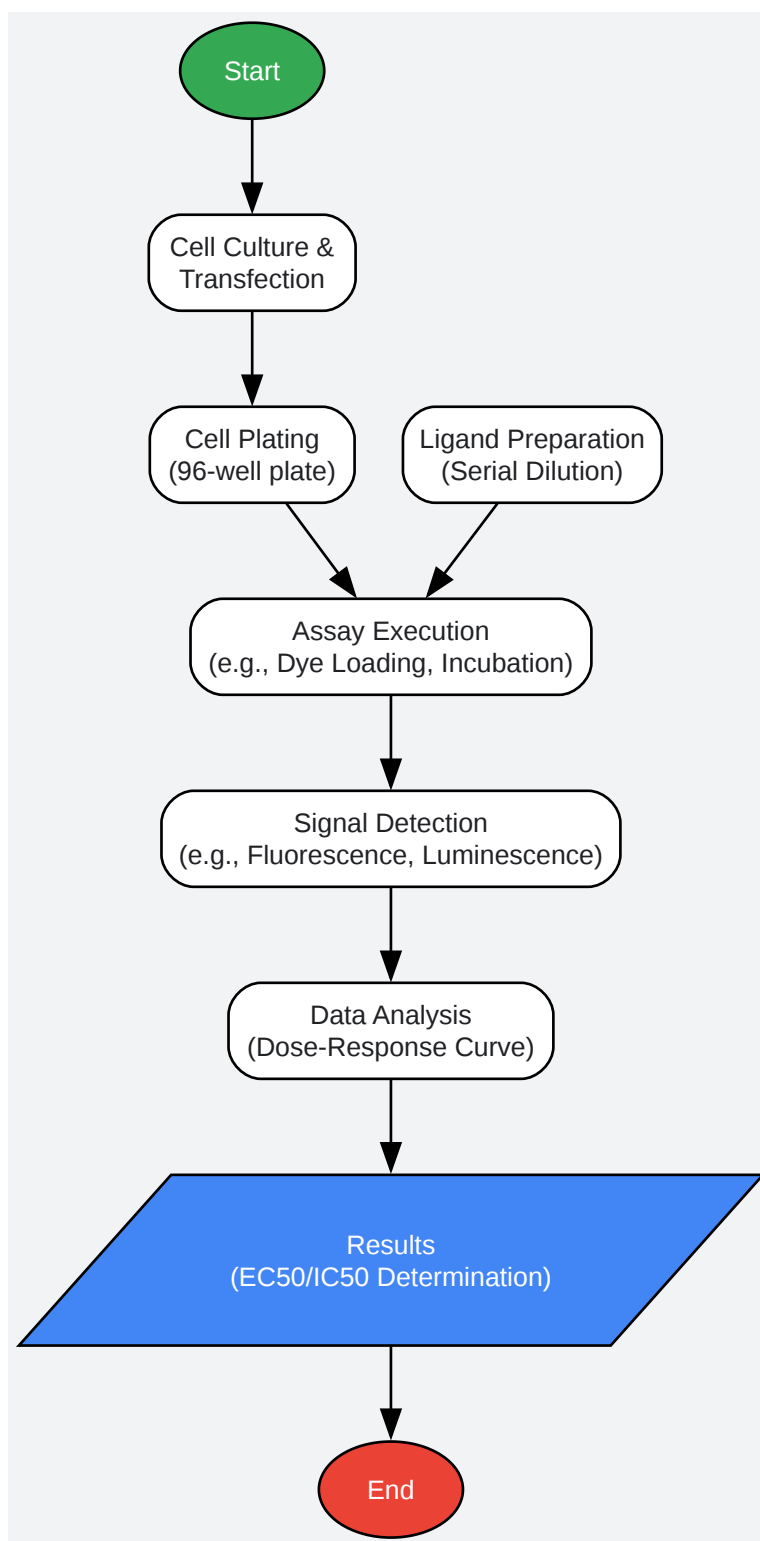 Start
Cell Culture &
Transfection
Cell Plating
(96-well plate)
Ligand Preparation
(Serial Dilution)
Assay Execution
(e.g., Dye Loading, Incubation)
Signal Detection
(e.g., Fluorescence, Luminescence)
Data Analysis
(Dose-Response Curve)
Results
(EC50/IC50 Determination)
End